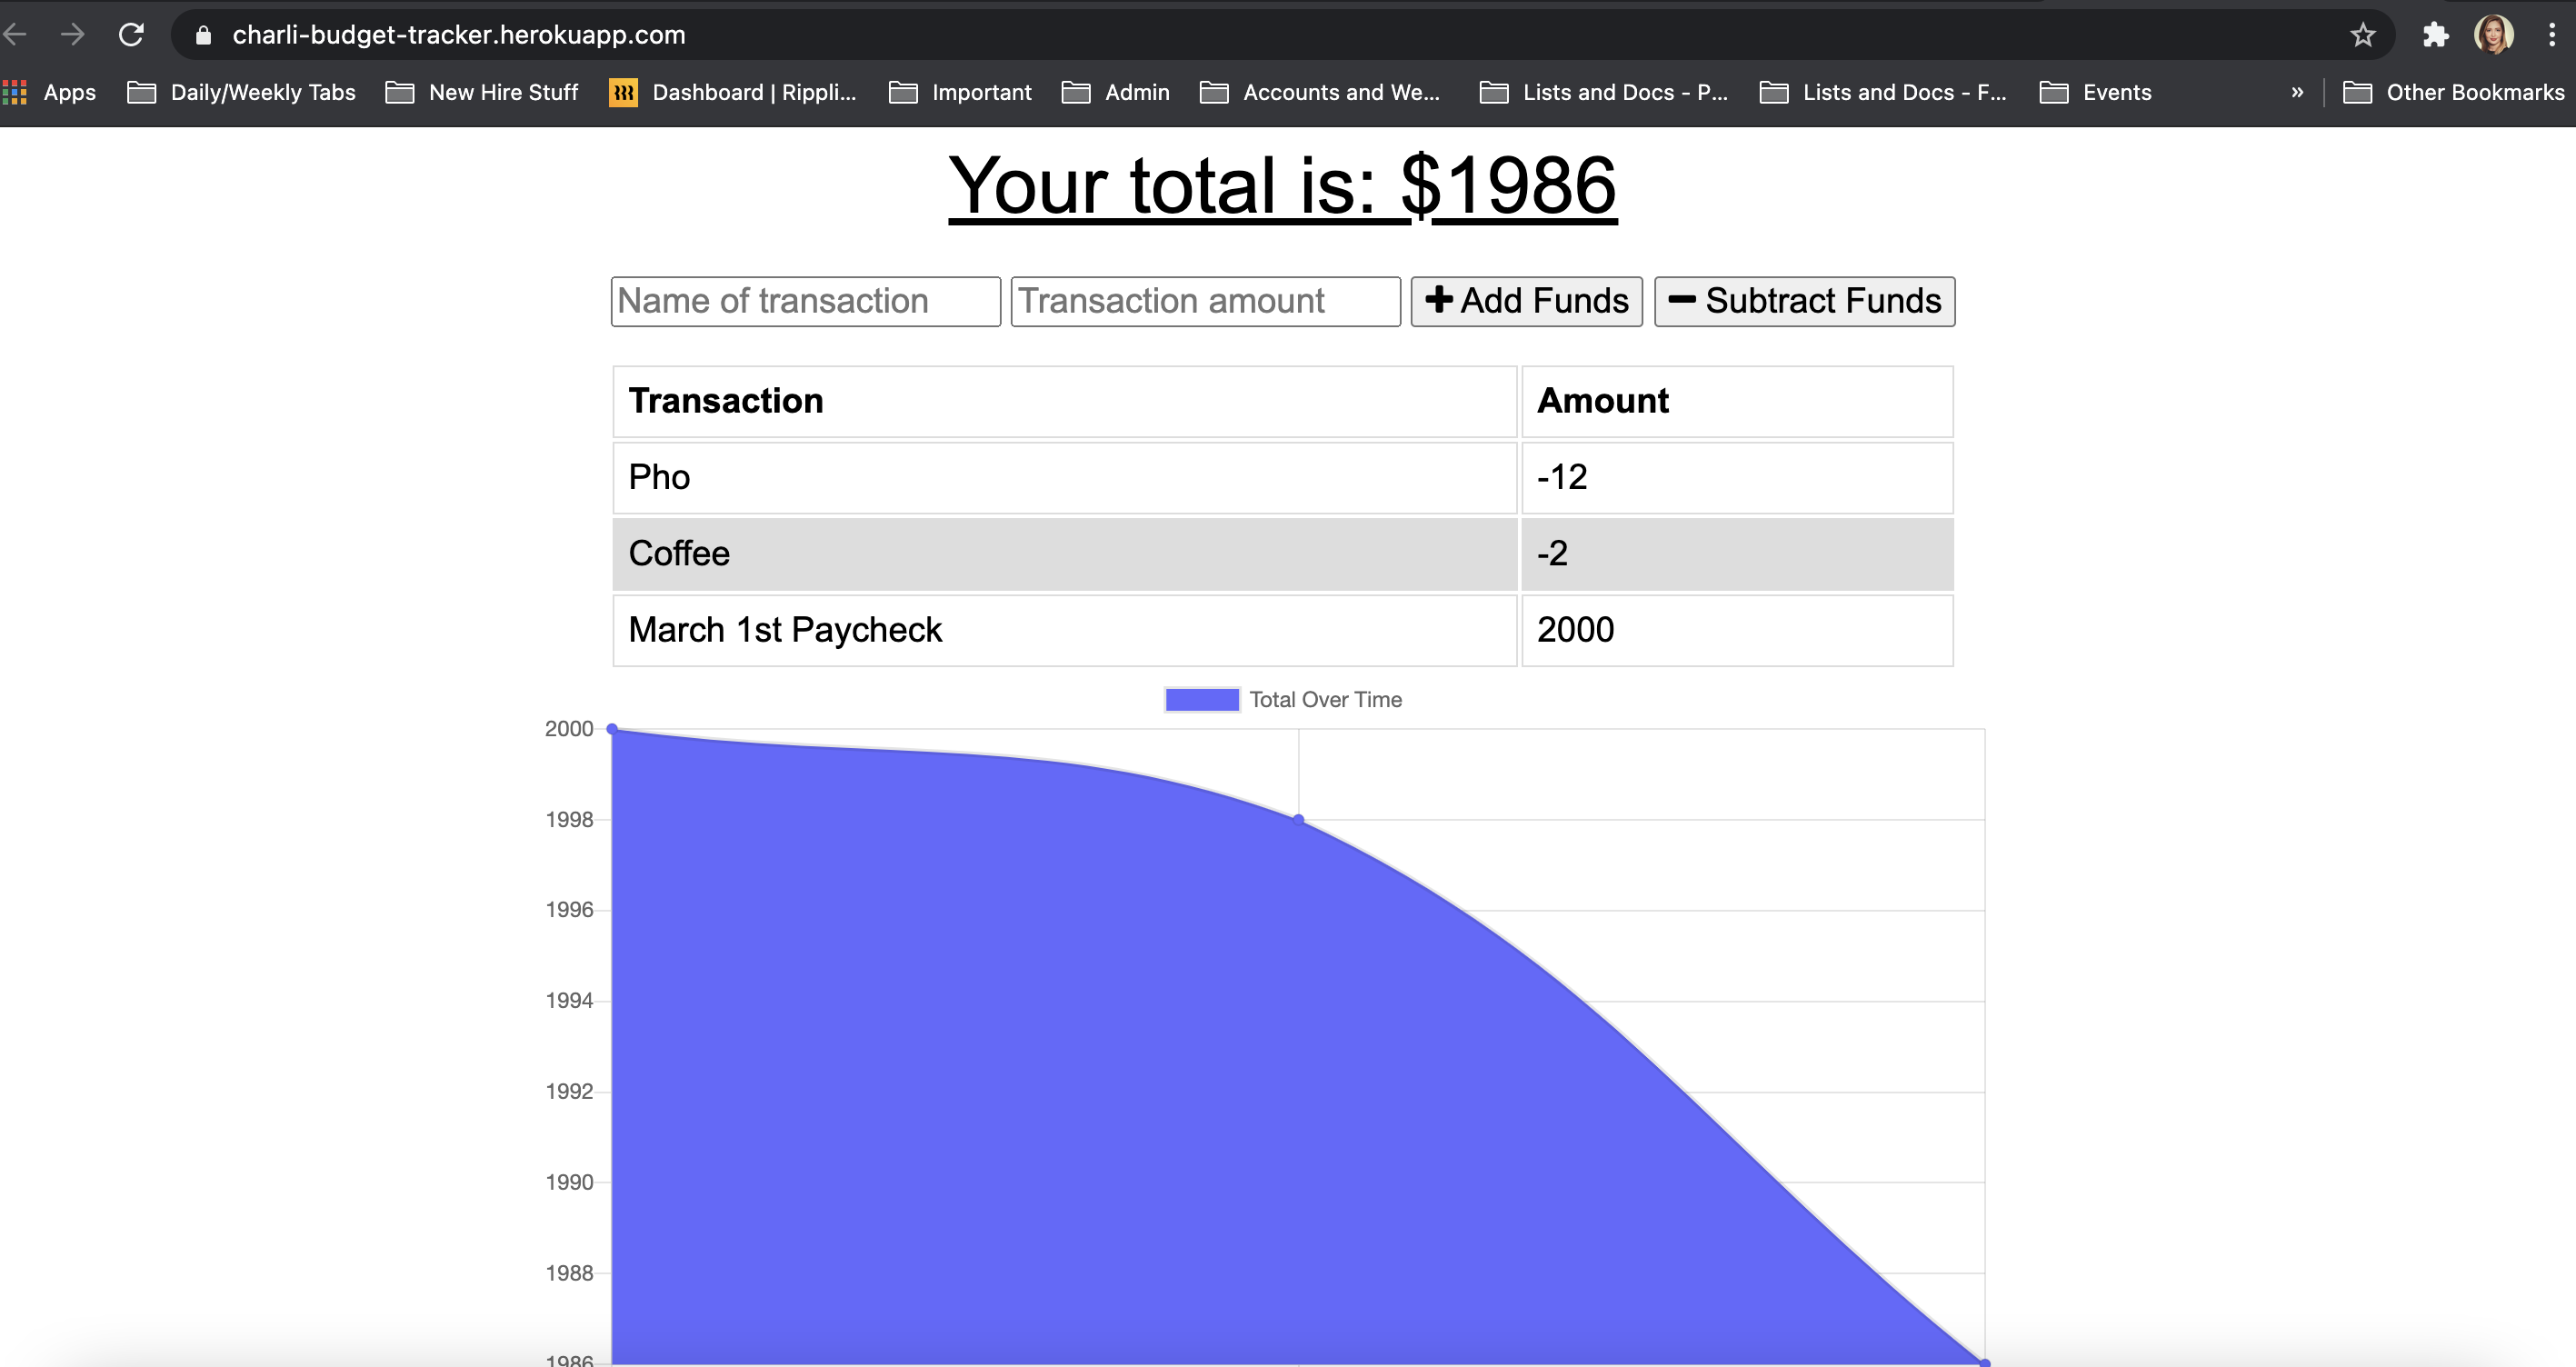 charli-budget-tracker.herokuapp.com
Apps Daily/Weekly Tabs New Hire Stuff Dashboard | Rippli... Important Admin Accounts and We... Lists and Docs - P... Lists and Docs - F... Events » Other Bookmarks
Your total is: $1986
Name of transaction Transaction amount Add Funds Subtract Funds
Transaction Amount
Pho -12
Coffee -2
March 1st Paycheck 2000
Total Over Time
2000
1998
1996
1994
1992
1990
1988
1986